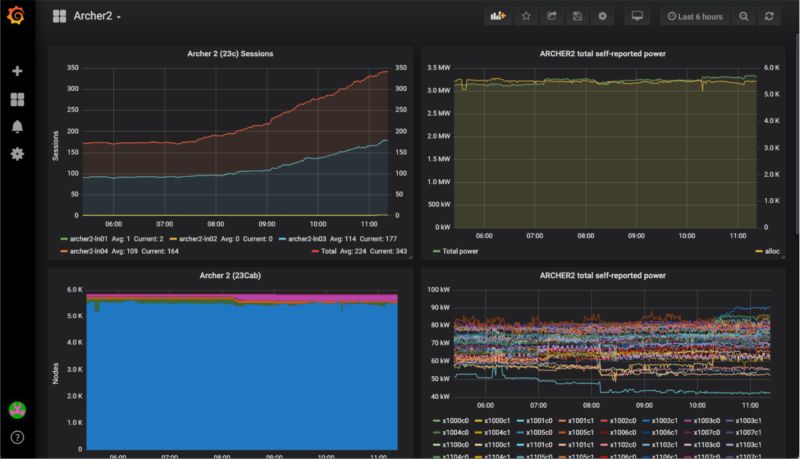 Archer2
Last 6 hours
Archer 2 (23c) Sessions
350
300
250
200
150
100
50
0
Sessions
350
300
250
200
150
100
50
0
06:00 07:00 08:00 09:00 10:00 11:00
archer2-ln01 Avg: 1 Current: 2 archer2-ln02 Avg: 0 Current: 0 archer2-ln03 Avg: 114 Current: 177
archer2-ln04 Avg: 109 Current: 164 Total Avg: 224 Current: 343
ARCHER2 total self-reported power
3.5 MW
3.0 MW
2.5 MW
2.0 MW
1.5 MW
1.0 MW
500 kW
0 kW
6.0 K
5.0 K
4.0 K
3.0 K
2.0 K
1.0 K
0
06:00 07:00 08:00 09:00 10:00 11:00
Total power alloc
Archer 2 (23Cab)
6.0 K
5.0 K
4.0 K
3.0 K
2.0 K
1.0 K
Nodes
06:00 07:00 08:00 09:00 10:00 11:00
ARCHER2 total self-reported power
100 kW
90 kW
80 kW
70 kW
60 kW
50 kW
40 kW
06:00 07:00 08:00 09:00 10:00 11:00
x1000c0 x1000c1 x1001c0 x1001c1 x1002c0 x1002c1 x1003c0 x1003c1
x1004c0 x1004c1 x1005c0 x1005c1 x1006c0 x1006c1 x1007c0 x1007c1
x1100c0 x1100c1 x1101c0 x1101c1 x1102c0 x1102c1 x1103c0 x1103c1